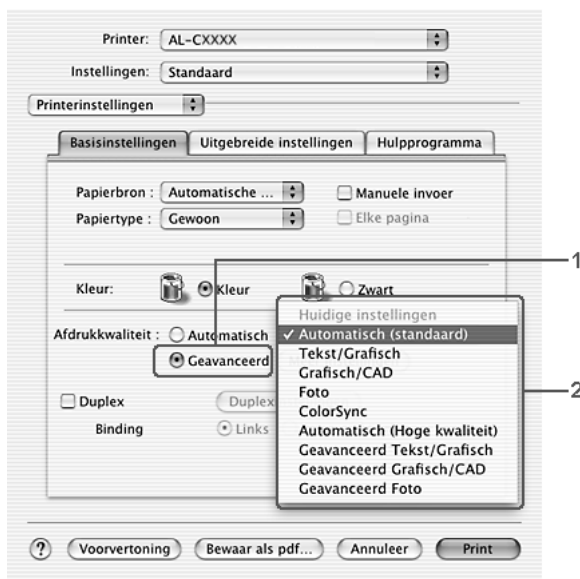 Printer: AL-CXXXX
Instellingen: Standaard
Printerinstellingen
Basisinstellingen Uitgebreide instellingen Hulpprogramma
Papierbron : Automatische ... Manuele invoer
Papiertype : Gewoon Elke pagina
1
Kleur: Kleur Zwart
Huidige instellingen
Afdrukkwaliteit : Automatisch ✓ Automatisch (standaard)
Tekst/Grafisch
Geavanceerd Grafisch/CAD
Foto
2
Duplex Duplex ColorSync
Automatisch (Hoge kwaliteit)
Binding Links Geavanceerd Tekst/Grafisch
Geavanceerd Grafisch/CAD
Geavanceerd Foto
? Voorvertoning Bewaar als pdf... Annuleer Print